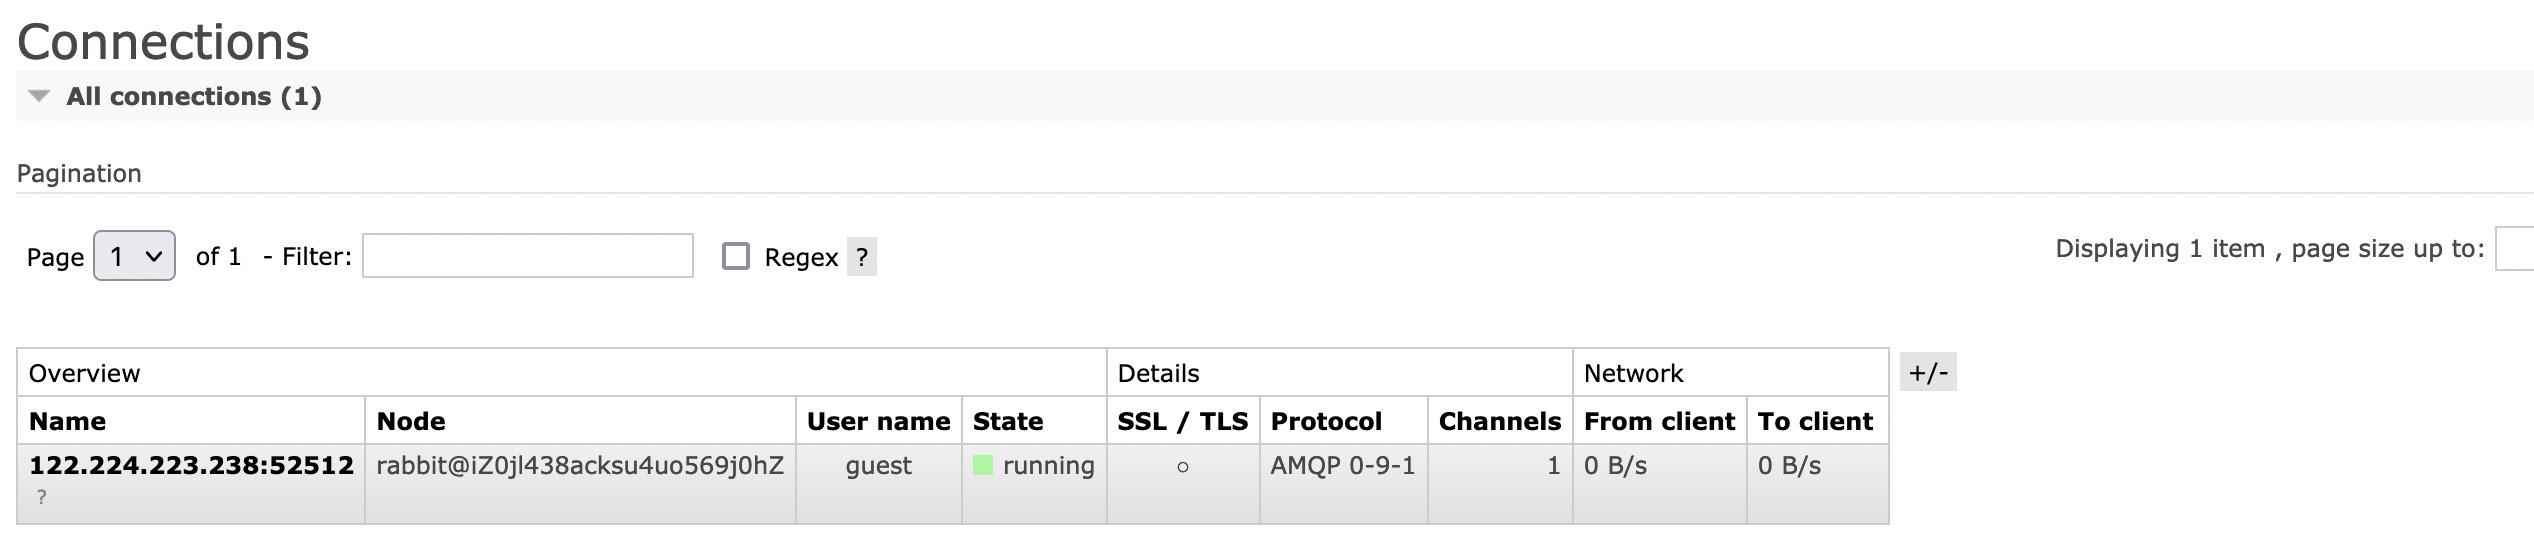 Connections
All connections (1)
Pagination
Page 1 of 1 - Filter: Regex ?
Displaying 1 item , page size up to:
Overview Details Network +/-
Name Node User name State SSL / TLS Protocol Channels From client To client
122.224.223.238:52512 rabbit@iZ0jl438acksu4uo569j0hZ guest running ○ AMQP 0-9-1 1 0 B/s 0 B/s
?